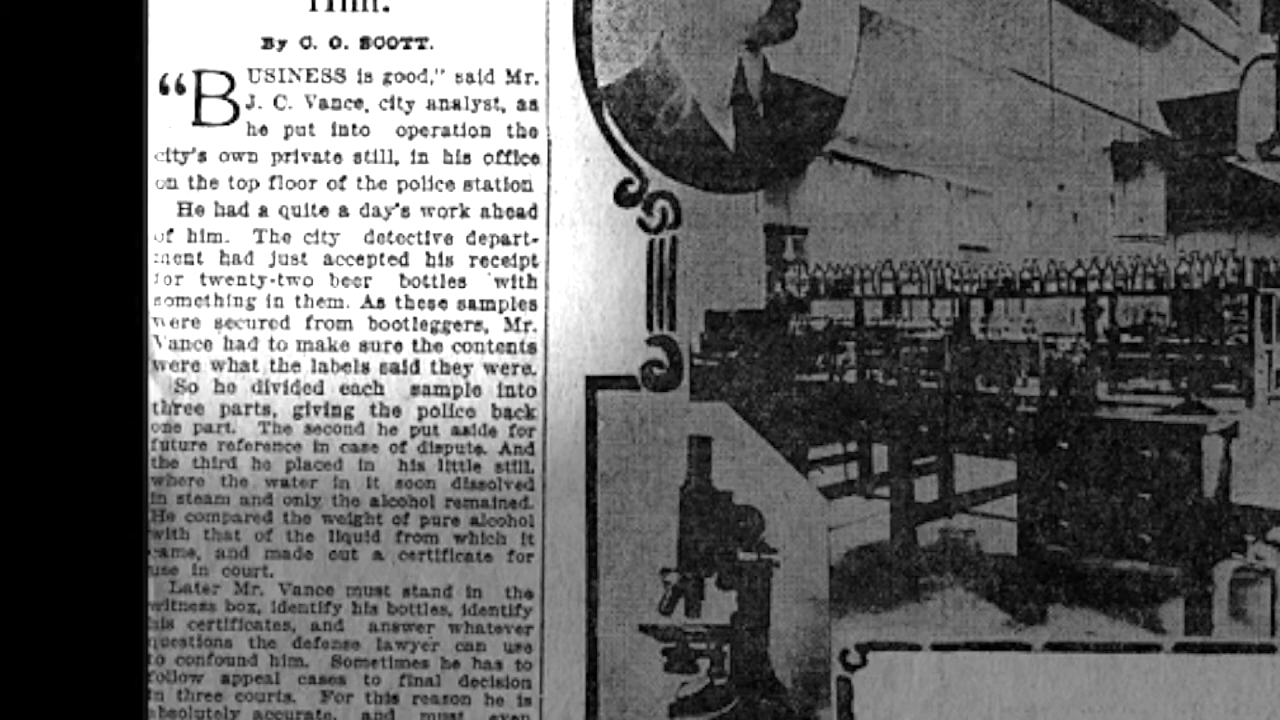 Him.
By C. O. SCOTT.
“BUSINESS is good,” said Mr.
J. C. Vance, city analyst, as
he put into operation the
city's own private still, in his office
on the top floor of the police station
He had a quite a day's work ahead
of him. The city detective depart-
ment had just accepted his receipt
for twenty-two beer bottles with
something in them. As these samples
were secured from bootleggers, Mr.
Vance had to make sure the contents
were what the labels said they were.
So he divided each sample into
three parts, giving the police back
one part. The second he put aside for
future reference in case of dispute. And
the third he placed in his little still,
where the water in it soon dissolved
in steam and only the alcohol remained.
He compared the weight of pure alcohol
with that of the liquid from which it
came, and made out a certificate for
use in court.
Later Mr. Vance must stand in the
witness box, identify his bottles, identify
his certificates, and answer whatever
questions the defense lawyer can use
to confound him. Sometimes he has to
follow appeal cases to final decision
in three courts. For this reason he is
absolutely accurate, and must even